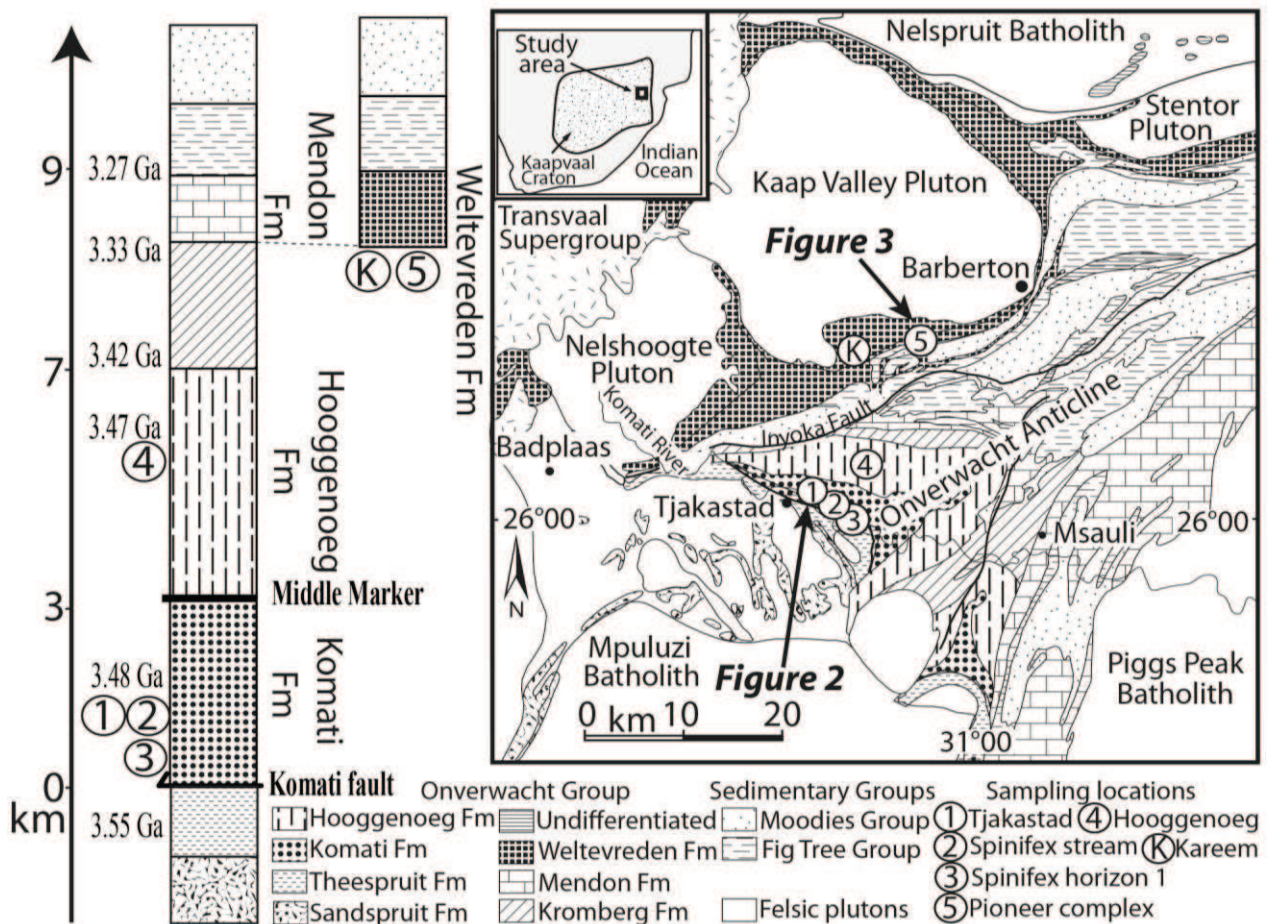 9
7
3
0
km
3.27 Ga
3.33 Ga
3.42 Ga
3.47 Ga
4
3.48 Ga
1 2
3
3.55 Ga
Mendon
Fm
Hooggenoeg
Fm
Middle Marker
Komati
Fm
Komati fault
Weltevreden Fm
K 5
Study
area
Kaapvaal
Craton
Indian
Ocean
Nelspruit Batholith
Stentor
Pluton
Kaap Valley Pluton
Transvaal
Supergroup
Figure 3
Barberton
5
K
Nelshoogte
Pluton
Komati River
Inyoka Fault
Badplaas
4
Onverwacht Anticline
1
2
3
Tjakastad
26°00
26°00
Msauli
N
Mpuluzi
Batholith
Figure 2
Piggs Peak
Batholith
0 km 10 20
31°00
Onverwacht Group
Hooggenoeg Fm
Komati Fm
Theespruit Fm
Sandspruit Fm
Undifferentiated
Weltevreden Fm
Mendon Fm
Kromberg Fm
Sedimentary Groups
Moodies Group
Fig Tree Group
Felsic plutons
Sampling locations
1 Tjakastad 4 Hooggenoeg
2 Spinifex stream K Kareem
3 Spinifex horizon 1
5 Pioneer complex